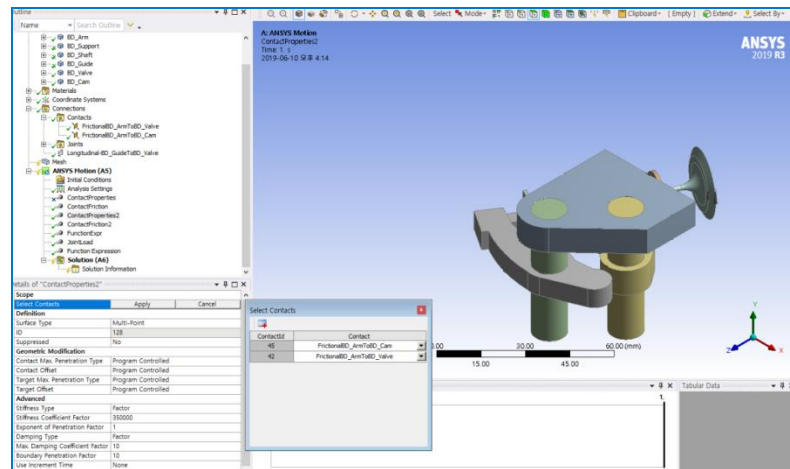 Outline
Name
Search Outline
Select
Mode
Clipboard
[ Empty ]
Extend
Select By
BD_Arm
BD_Support
BD_Shaft
BD_Guide
BD_Valve
BD_Cam
Materials
Coordinate Systems
Connections
Contacts
FrictionalBD_ArmToBD_Valve
FrictionalBD_ArmToBD_Cam
Joints
Longitudinal-BD_GuideToBD_Valve
Mesh
ANSYS Motion (A5)
Initial Conditions
Analysis Settings
ContactProperties
ContactFriction
ContactProperties2
ContactFriction2
FunctionExpr
JointLoad
Function Expression
Solution (A6)
Solution Information
A: ANSYS Motion
ContactProperties2
Time: 1. s
2019-06-10 오후 4:14
ANSYS
2019 R3
Details of "ContactProperties2"
Scope
Select Contacts Apply Cancel
Definition
Surface Type Multi-Point
ID 128
Suppressed No
Geometric Modification
Contact Max. Penetration Type Program Controlled
Contact Offset Program Controlled
Target Max. Penetration Type Program Controlled
Target Offset Program Controlled
Advanced
Stiffness Type Factor
Stiffness Coefficient Factor 350000
Exponent of Penetration Factor 1
Damping Type Factor
Max. Damping Coefficient Factor 10
Boundary Penetration Factor 10
Use Increment Time None
Select Contacts
ContactId Contact
45 FrictionalBD_ArmToBD_Cam
42 FrictionalBD_ArmToBD_Valve
30.00
60.00 (mm)
15.00
45.00
Y
Z
X
Tabular Data
1.